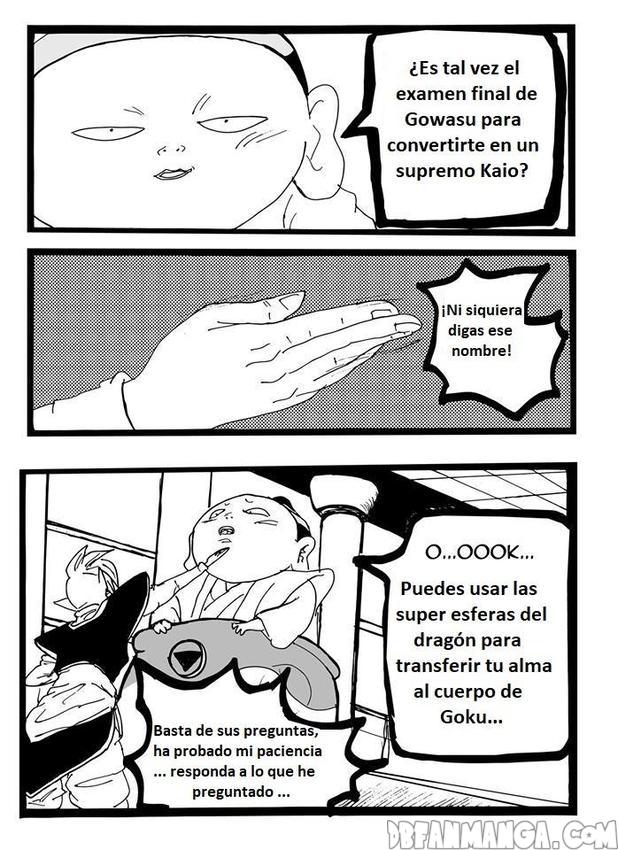 ¿Es tal vez el
examen final de
Gowasu para
convertirte en un
supremo Kaio?
¡Ni siquiera
digas ese
nombre!
O...OOOK...
Puedes usar las
super esferas del
dragón para
transferir tu alma
al cuerpo de
Goku...
Basta de sus preguntas,
ha probado mi paciencia
... responda a lo que he
preguntado ...
DBFANMANGA.COM